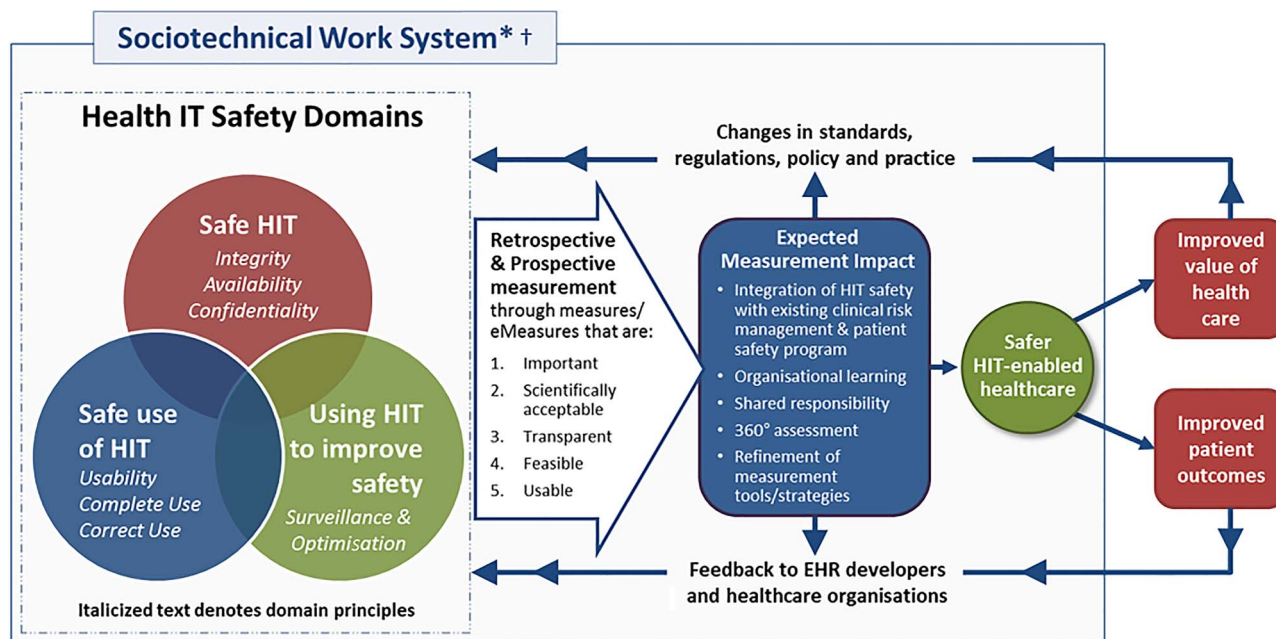 Sociotechnical Work System* †
Health IT Safety Domains
Safe HIT
Integrity
Availability
Confidentiality
Safe use
of HIT
Usability
Complete Use
Correct Use
Using HIT
to improve
safety
Surveillance &
Optimisation
Italicized text denotes domain principles
Retrospective
& Prospective
measurement
through measures/
eMeasures that are:
1. Important
2. Scientifically
acceptable
3. Transparent
4. Feasible
5. Usable
Changes in standards,
regulations, policy and practice
Expected
Measurement Impact
• Integration of HIT safety
with existing clinical risk
management & patient
safety program
• Organisational learning
• Shared responsibility
• 360° assessment
• Refinement of
measurement
tools/strategies
Feedback to EHR developers
and healthcare organisations
Safer
HIT-enabled
healthcare
Improved
value of
health
care
Improved
patient
outcomes